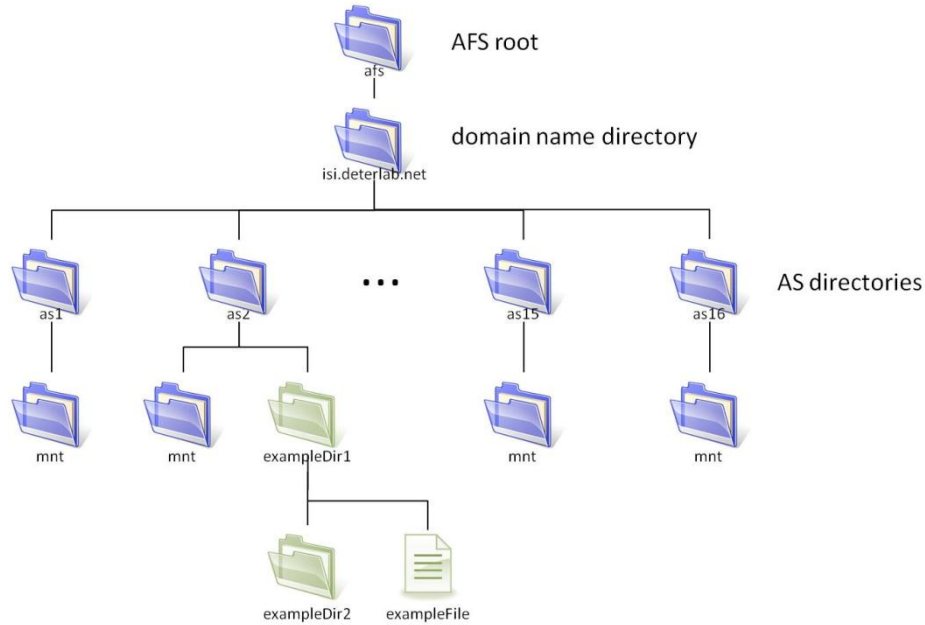 AFS root
afs
domain name directory
isi.deterlab.net
...
AS directories
as1
as2
as15
as16
mnt
mnt
exampleDir1
mnt
mnt
exampleDir2
exampleFile